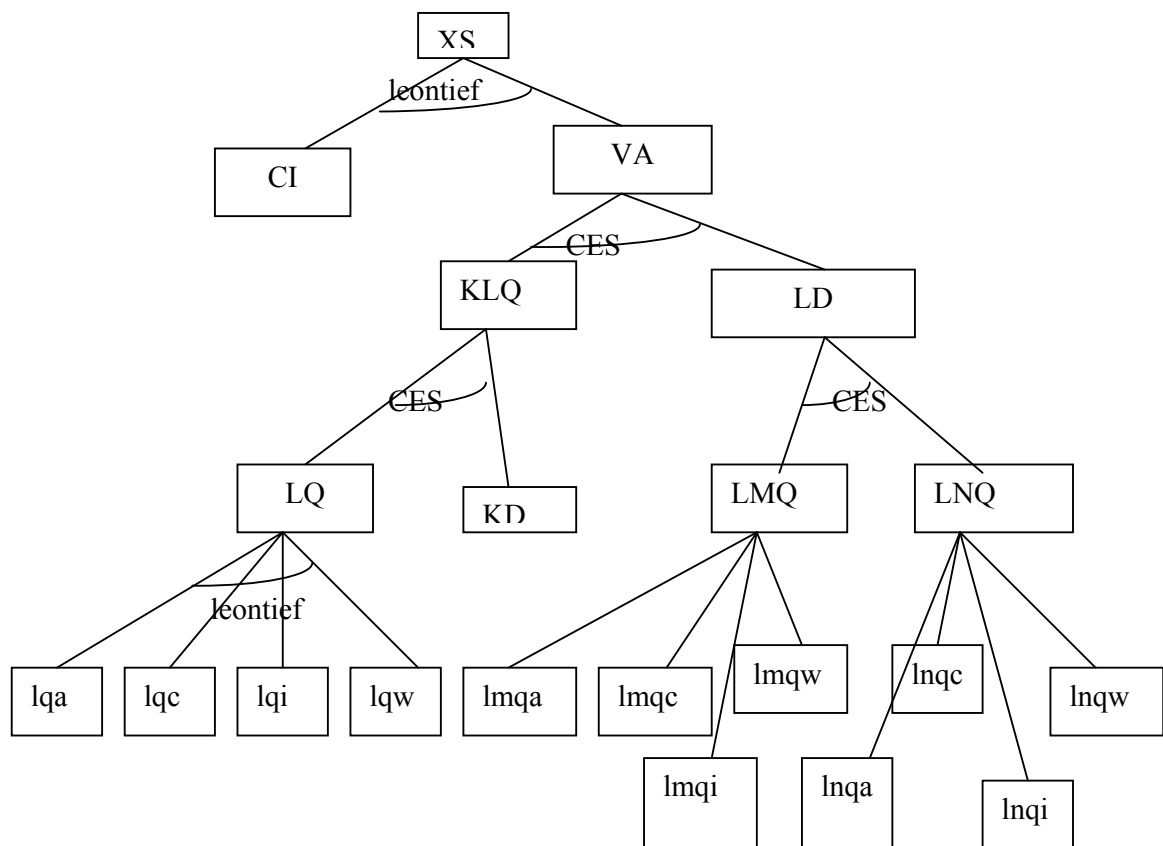 XS
leontief
CI
VA
CES
KLQ
LD
CES
CES
LQ
KD
LMQ
LNQ
leontief
lqa
lqc
lqi
lqw
lmqa
lmqc
lmqw
lnqc
lnqw
lmqi
lnqa
lnqi